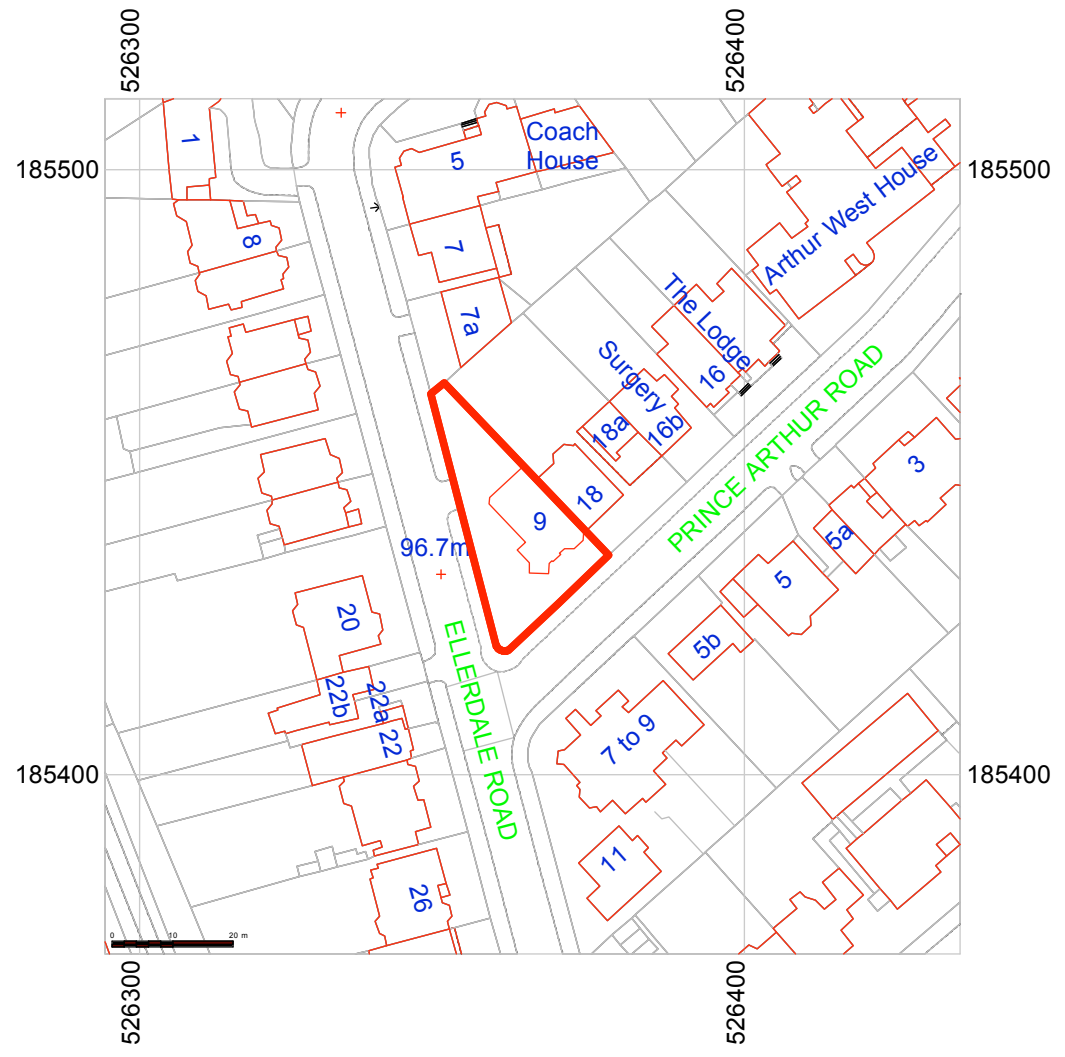 526300
526400
185500
185500
1
5
Coach
House
Arthur West House
8
7
7a
The Lodge
16
Surgery
18a
16b
18
9
PRINCE ARTHUR ROAD
3
5a
5
5b
96.7m
20
22b
22a
22
ELLERDALE ROAD
7 to 9
185400
185400
11
26
0 10 20 m
526300
526400